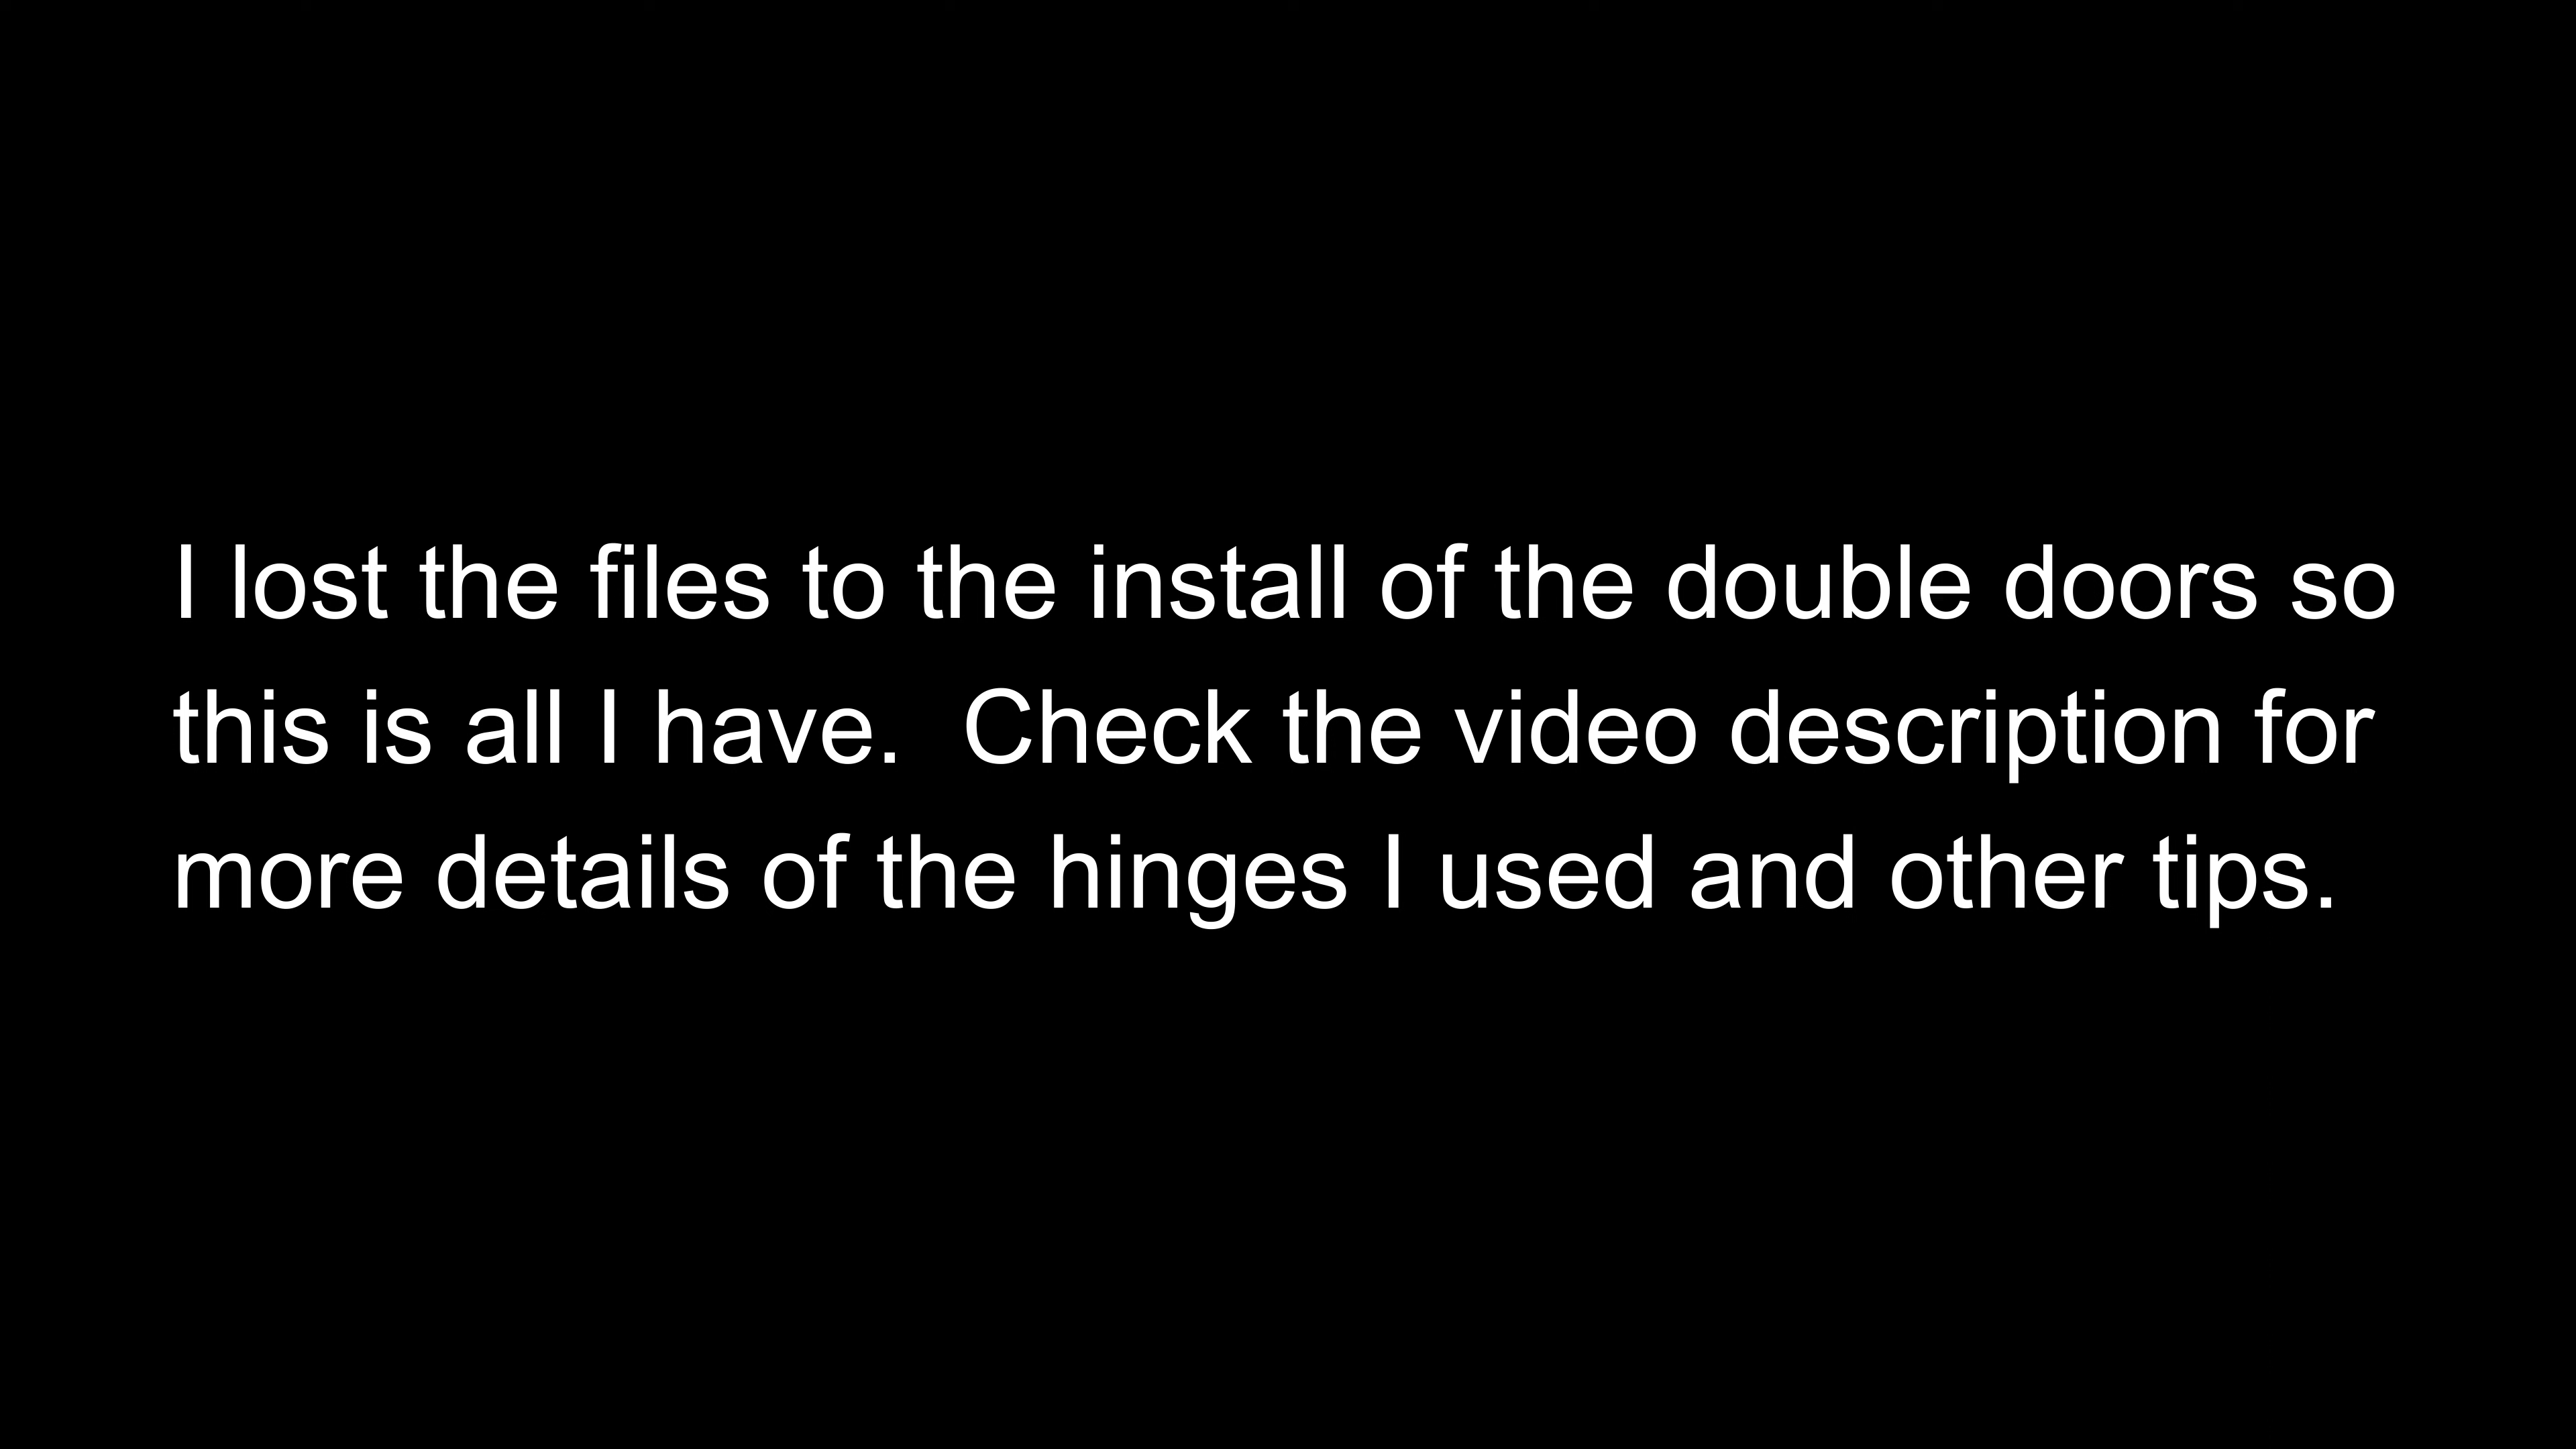 I lost the files to the install of the double doors so
this is all I have.  Check the video description for
more details of the hinges I used and other tips.